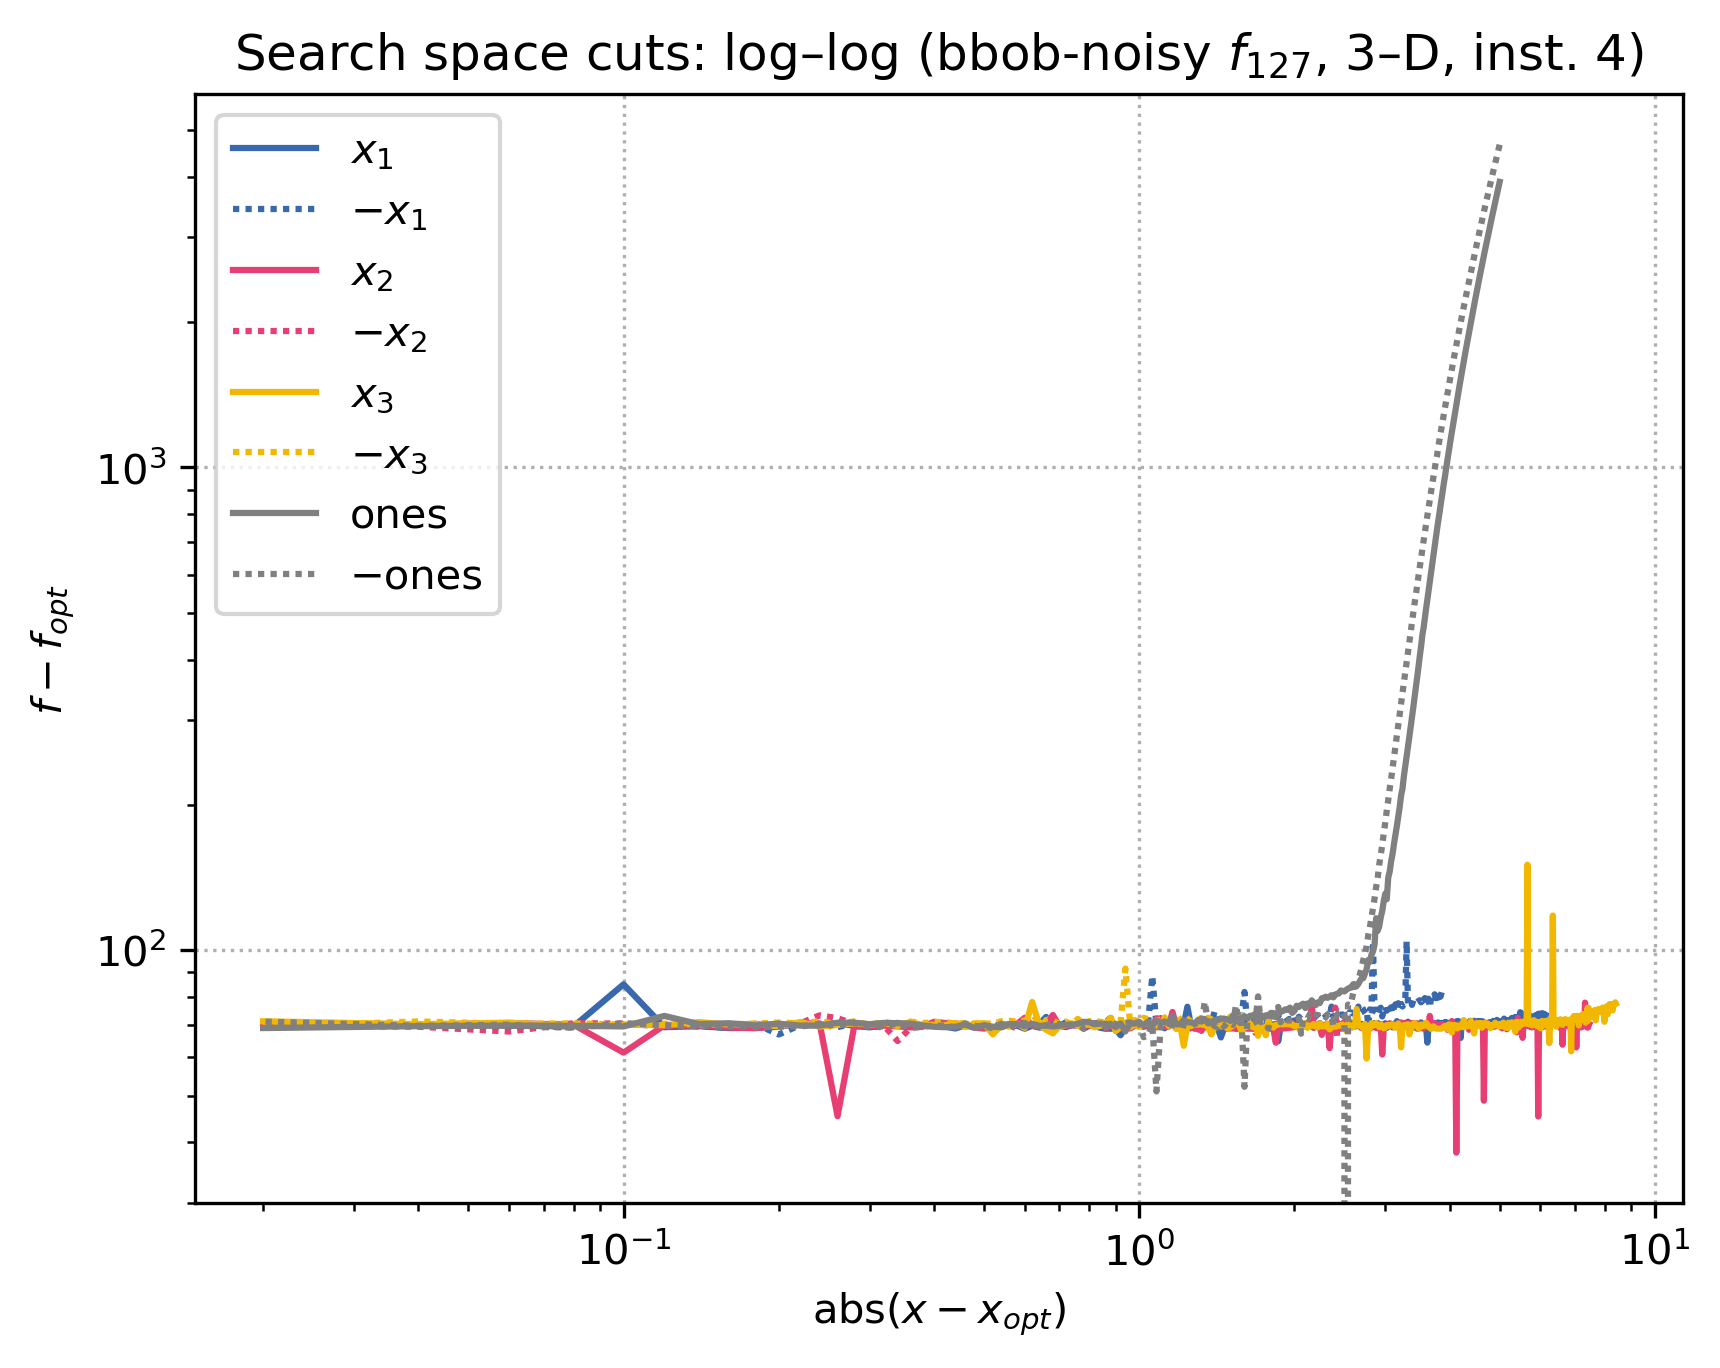 Search space cuts: log–log (bbob-noisy f₁₂₇, 3–D, inst. 4)
x₁
−x₁
x₂
−x₂
x₃
−x₃
ones
−ones
10³
10²
f − fₒₚₜ
10⁻¹ 10⁰ 10¹
abs(x − xₒₚₜ)